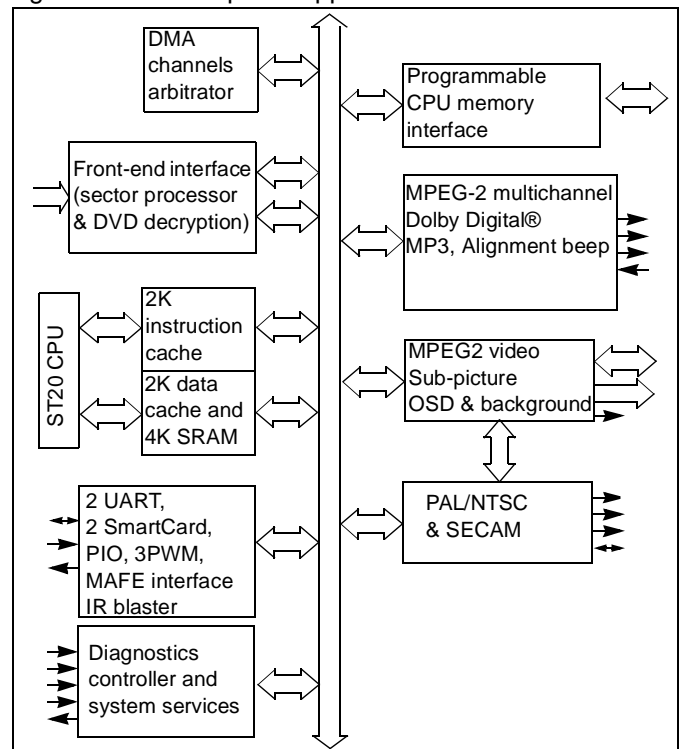 DMA
channels
arbitrator
Programmable
CPU memory
interface
Front-end interface
(sector processor
& DVD decryption)
MPEG-2 multichannel
Dolby Digital®
MP3, Alignment beep
ST20 CPU
2K
instruction
cache
2K data
cache and
4K SRAM
MPEG2 video
Sub-picture
OSD & background
2 UART,
2 SmartCard,
PIO, 3PWM,
MAFE interface
IR blaster
PAL/NTSC
& SECAM
Diagnostics
controller and
system services